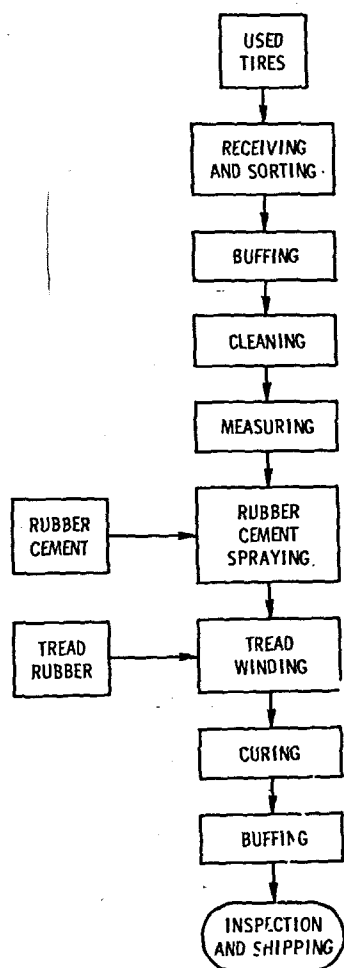 USED
TIRES
RECEIVING
AND SORTING
BUFFING
CLEANING
MEASURING
RUBBER
CEMENT
RUBBER
CEMENT
SPRAYING
TREAD
RUBBER
TREAD
WINDING
CURING
BUFFING
INSPECTION
AND SHIPPING